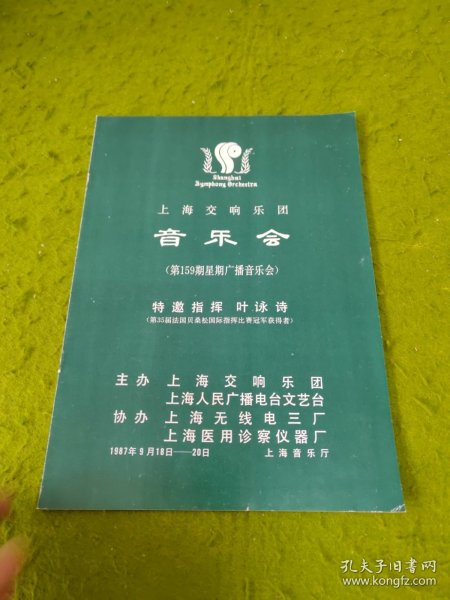 Shanghai
Symphony Orchestra
上海交响乐团
音乐会
(第159期星期广播音乐会)
特邀指挥 叶泳诗
(第35届法国贝桑松国际指挥比赛冠军获得者)
主办 上海交响乐团
上海人民广播电台文艺台
协办 上海无线电三厂
上海医用诊察仪器厂
1987年9月18日——20日 上海音乐厅
孔夫子旧书网
www.kongfz.com